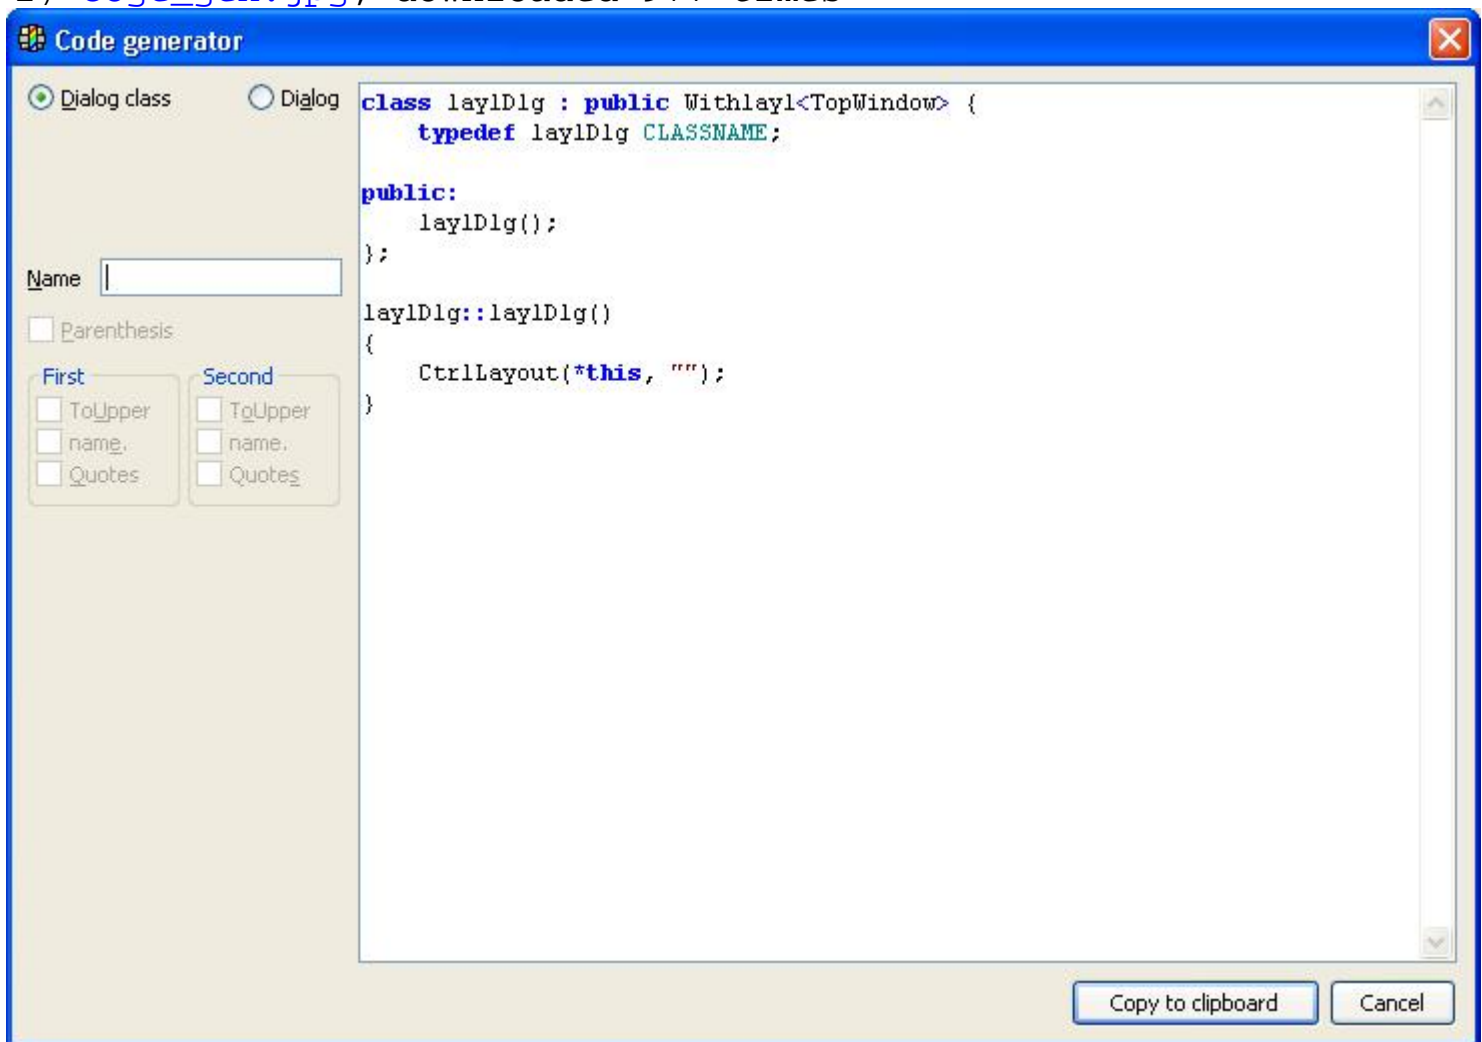 Code generator
Dialog class
Dialog
Name
Parenthesis
First
ToUpper
name.
Quotes
Second
ToUpper
name.
Quotes
class laylDlg : public Withlayl<TopWindow> {
    typedef laylDlg CLASSNAME;
public:
    laylDlg();
};
laylDlg::laylDlg()
{
    CtrlLayout(*this, "");
}
Copy to clipboard
Cancel